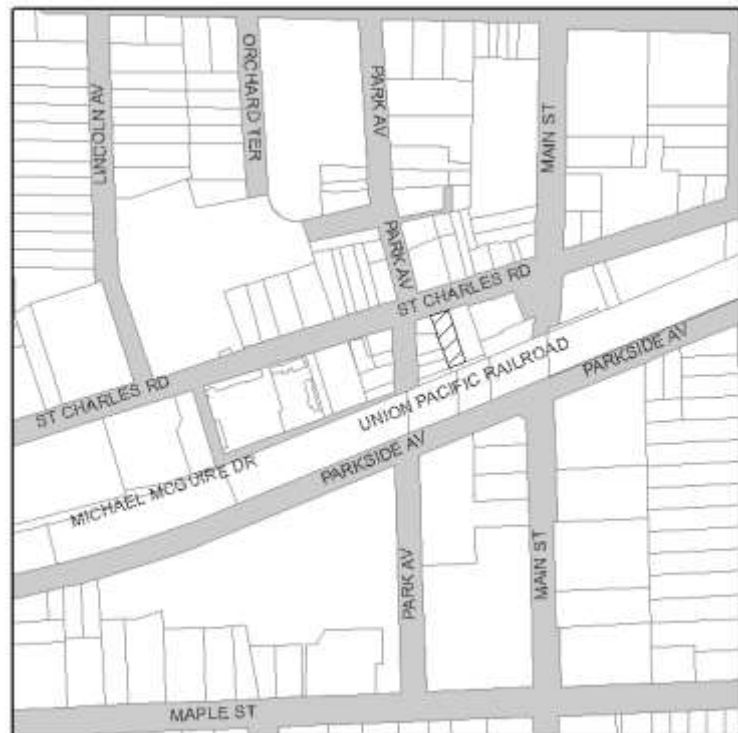 LINCOLN AV
ORCHARD TER
PARK AV
MAIN ST
PARK AV
ST CHARLES RD
UNION PACIFIC RAILROAD
PARKSIDE AV
ST CHARLES RD
MICHAEL MCGUIRE DR
PARKSIDE AV
PARK AV
MAIN ST
MAPLE ST